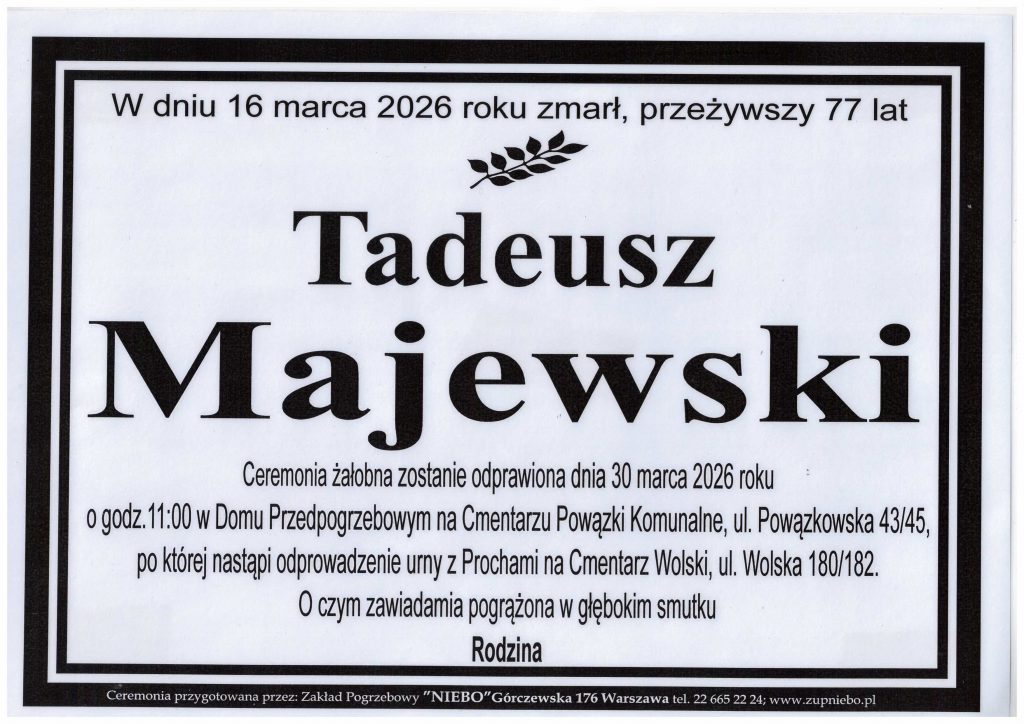 W dniu 16 marca 2026 roku zmarł, przeżywszy 77 lat
Tadeusz
Majewski
Ceremonia żałobna zostanie odprawiona dnia 30 marca 2026 roku
o godz.11:00 w Domu Przedpogrzebowym na Cmentarzu Powązki Komunalne, ul. Powązkowska 43/45,
po której nastąpi odprowadzenie urny z Prochami na Cmentarz Wolski, ul. Wolska 180/182.
O czym zawiadamia pogrążona w głębokim smutku
Rodzina
Ceremonia przygotowana przez: Zakład Pogrzebowy "NIEBO"Górczewska 176 Warszawa tel. 22 665 22 24; www.zupniebo.pl